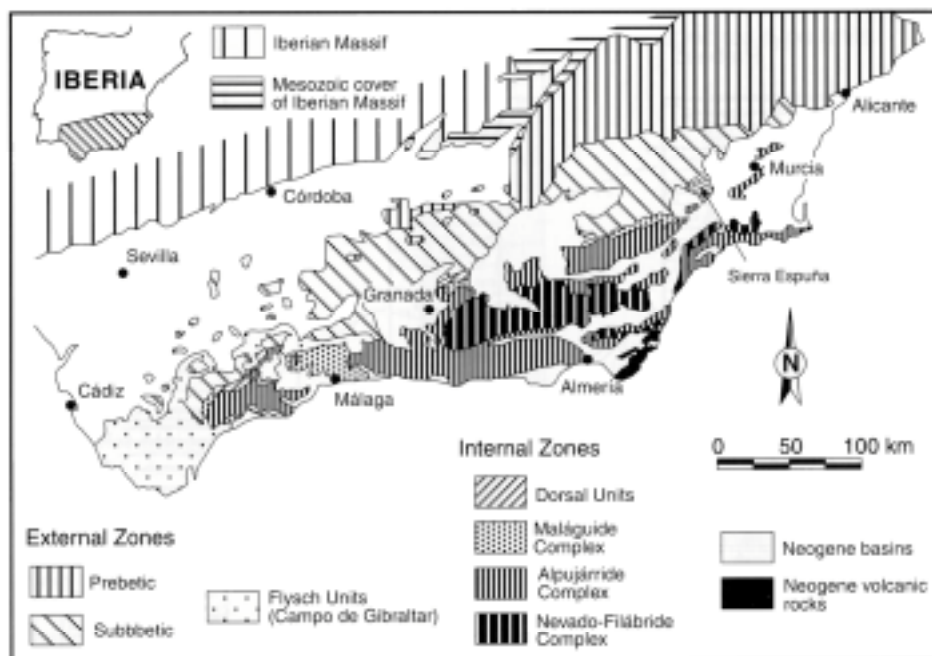 IBERIA
Iberian Massif
Mesozoic cover
of Iberian Massif
Alicante
Murcia
Córdoba
Sevilla
Sierra Espuña
Granada
N
Cádiz
Málaga
Almería
0 50 100 km
External Zones
Prebetic
Subbbetic
Flysch Units
(Campo de Gibraltar)
Internal Zones
Dorsal Units
Maláguide
Complex
Alpujárride
Complex
Nevado-Filábride
Complex
Neogene basins
Neogene volcanic
rocks